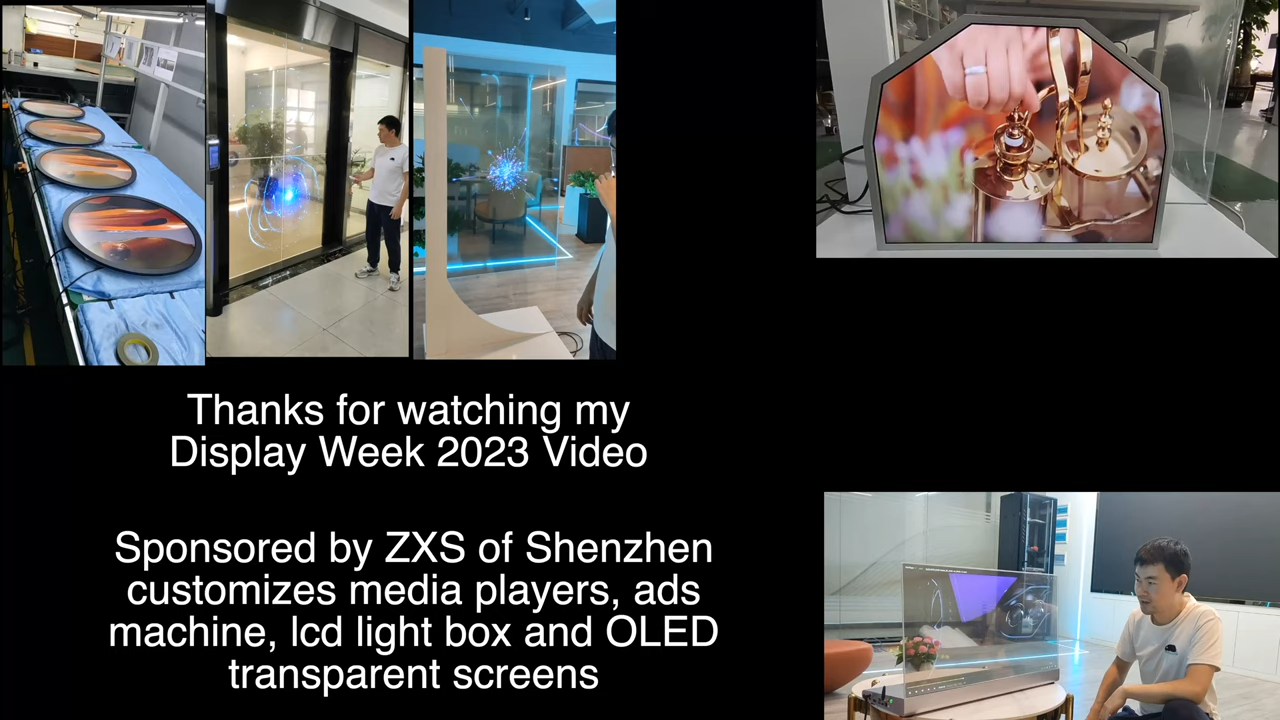 Thanks for watching my
Display Week 2023 Video
Sponsored by ZXS of Shenzhen
customizes media players, ads
machine, lcd light box and OLED
transparent screens